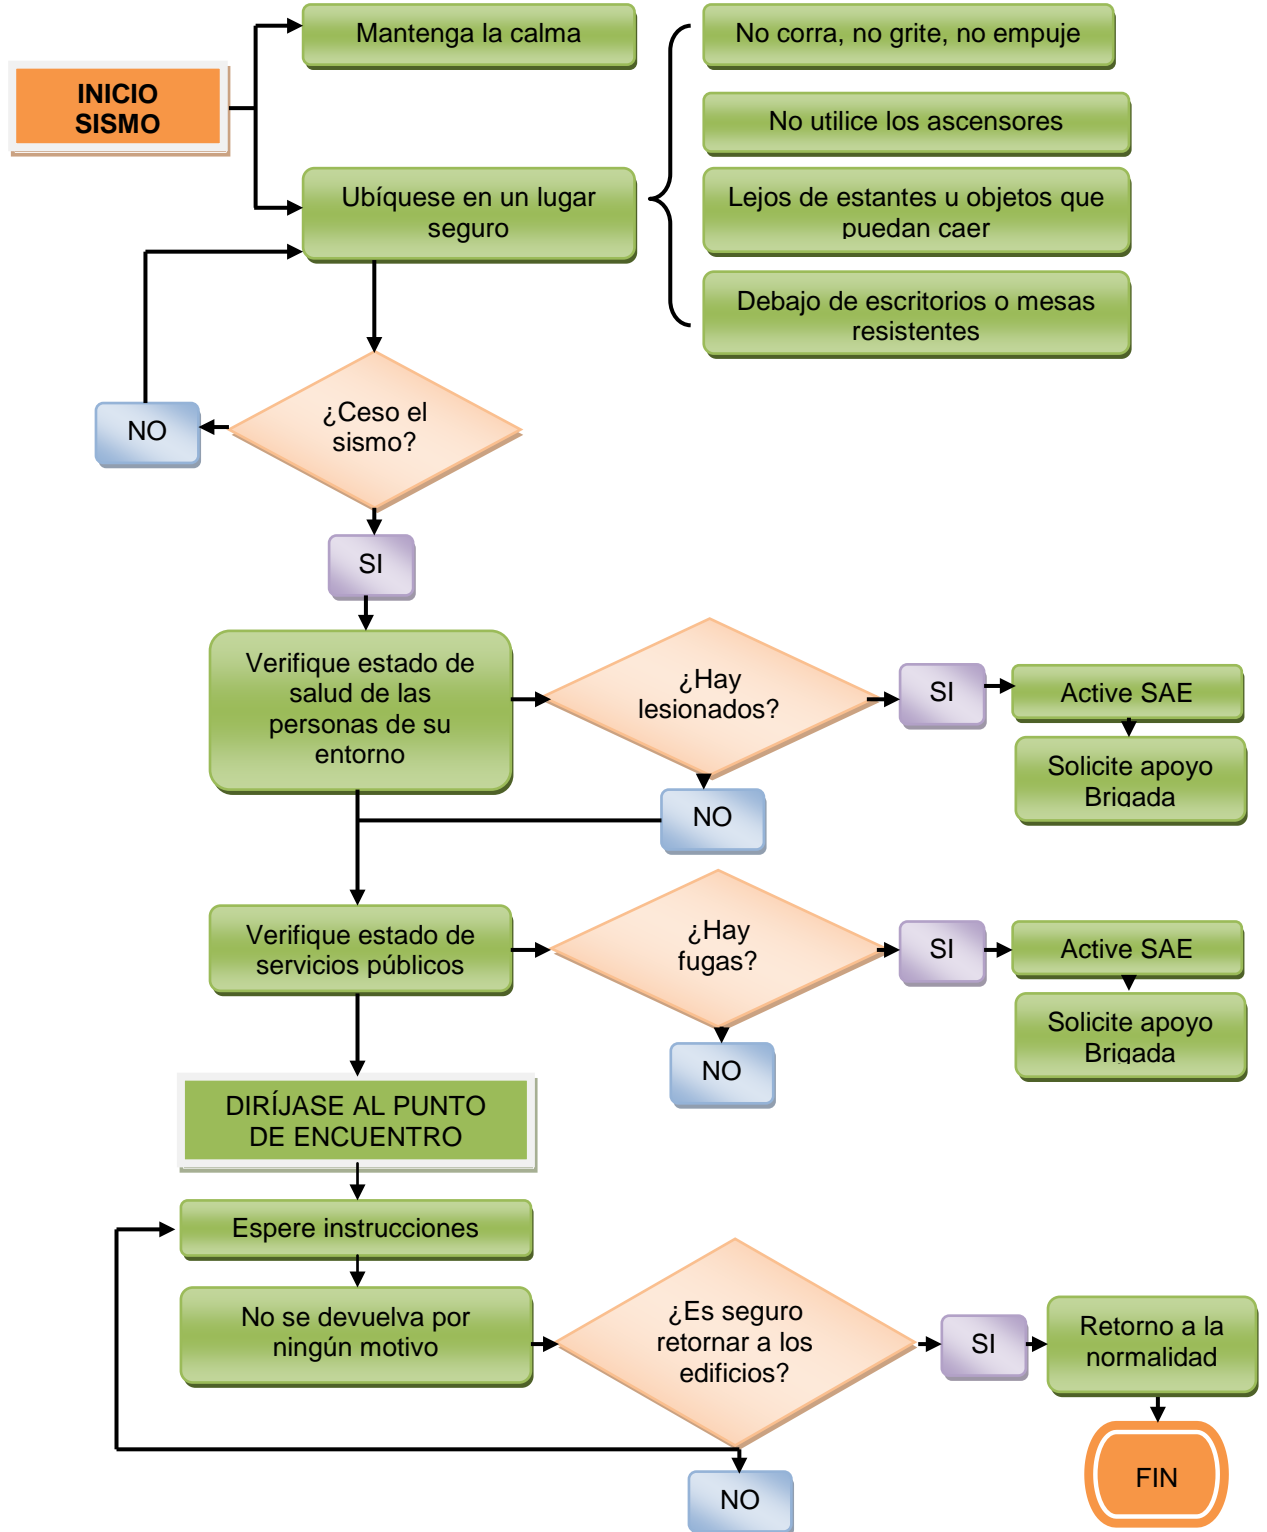 Mantenga la calma
No corra, no grite, no empuje
INICIO
SISMO
No utilice los ascensores
Ubíquese en un lugar
seguro
Lejos de estantes u objetos que
puedan caer
Debajo de escritorios o mesas
resistentes
¿Ceso el
sismo?
NO
SI
Verifique estado de
salud de las
personas de su
entorno
¿Hay
lesionados?
SI
Active SAE
Solicite apoyo
Brigada
NO
Verifique estado de
servicios públicos
¿Hay
fugas?
SI
Active SAE
Solicite apoyo
Brigada
NO
DIRÍJASE AL PUNTO
DE ENCUENTRO
Espere instrucciones
No se devuelva por
ningún motivo
¿Es seguro
retornar a los
edificios?
SI
Retorno a la
normalidad
NO
FIN